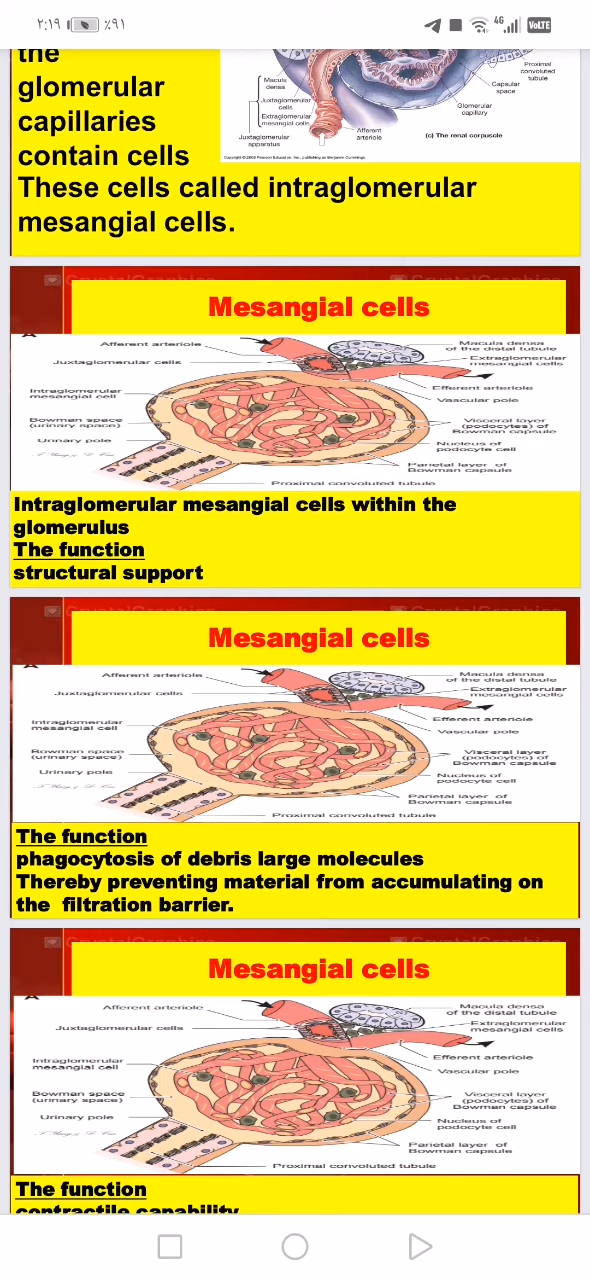 ٢:١٩ ٪٩١ 4G VoLTE
the
glomerular
capillaries
contain cells
These cells called intraglomerular
mesangial cells.
Macula
densa
Juxtaglomerular
cells
Extraglomerular
mesangial cells
Juxtaglomerular
apparatus
Afferent
arteriole
Proximal
convoluted
tubule
Capsular
space
Glomerular
capillary
(c) The renal corpuscle
Mesangial cells
Afferent arteriole
Juxtaglomerular cells
Intraglomerular
mesangial cell
Bowman space
(urinary space)
Urinary pole
Macula densa
of the distal tubule
Extraglomerular
mesangial cells
Efferent arteriole
Vascular pole
Visceral layer
(podocytes) of
Bowman capsule
Nucleus of
podocyte cell
Parietal layer of
Bowman capsule
Proximal convoluted tubule
Intraglomerular mesangial cells within the
glomerulus
The function
structural support
Mesangial cells
Afferent arteriole
Juxtaglomerular cells
Intraglomerular
mesangial cell
Bowman space
(urinary space)
Urinary pole
Macula densa
of the distal tubule
Extraglomerular
mesangial cells
Efferent arteriole
Vascular pole
Visceral layer
(podocytes) of
Bowman capsule
Nucleus of
podocyte cell
Parietal layer of
Bowman capsule
Proximal convoluted tubule
The function
phagocytosis of debris large molecules
Thereby preventing material from accumulating on
the filtration barrier.
Mesangial cells
Afferent arteriole
Juxtaglomerular cells
Intraglomerular
mesangial cell
Bowman space
(urinary space)
Urinary pole
Macula densa
of the distal tubule
Extraglomerular
mesangial cells
Efferent arteriole
Vascular pole
Visceral layer
(podocytes) of
Bowman capsule
Nucleus of
podocyte cell
Parietal layer of
Bowman capsule
Proximal convoluted tubule
The function
contractile capability